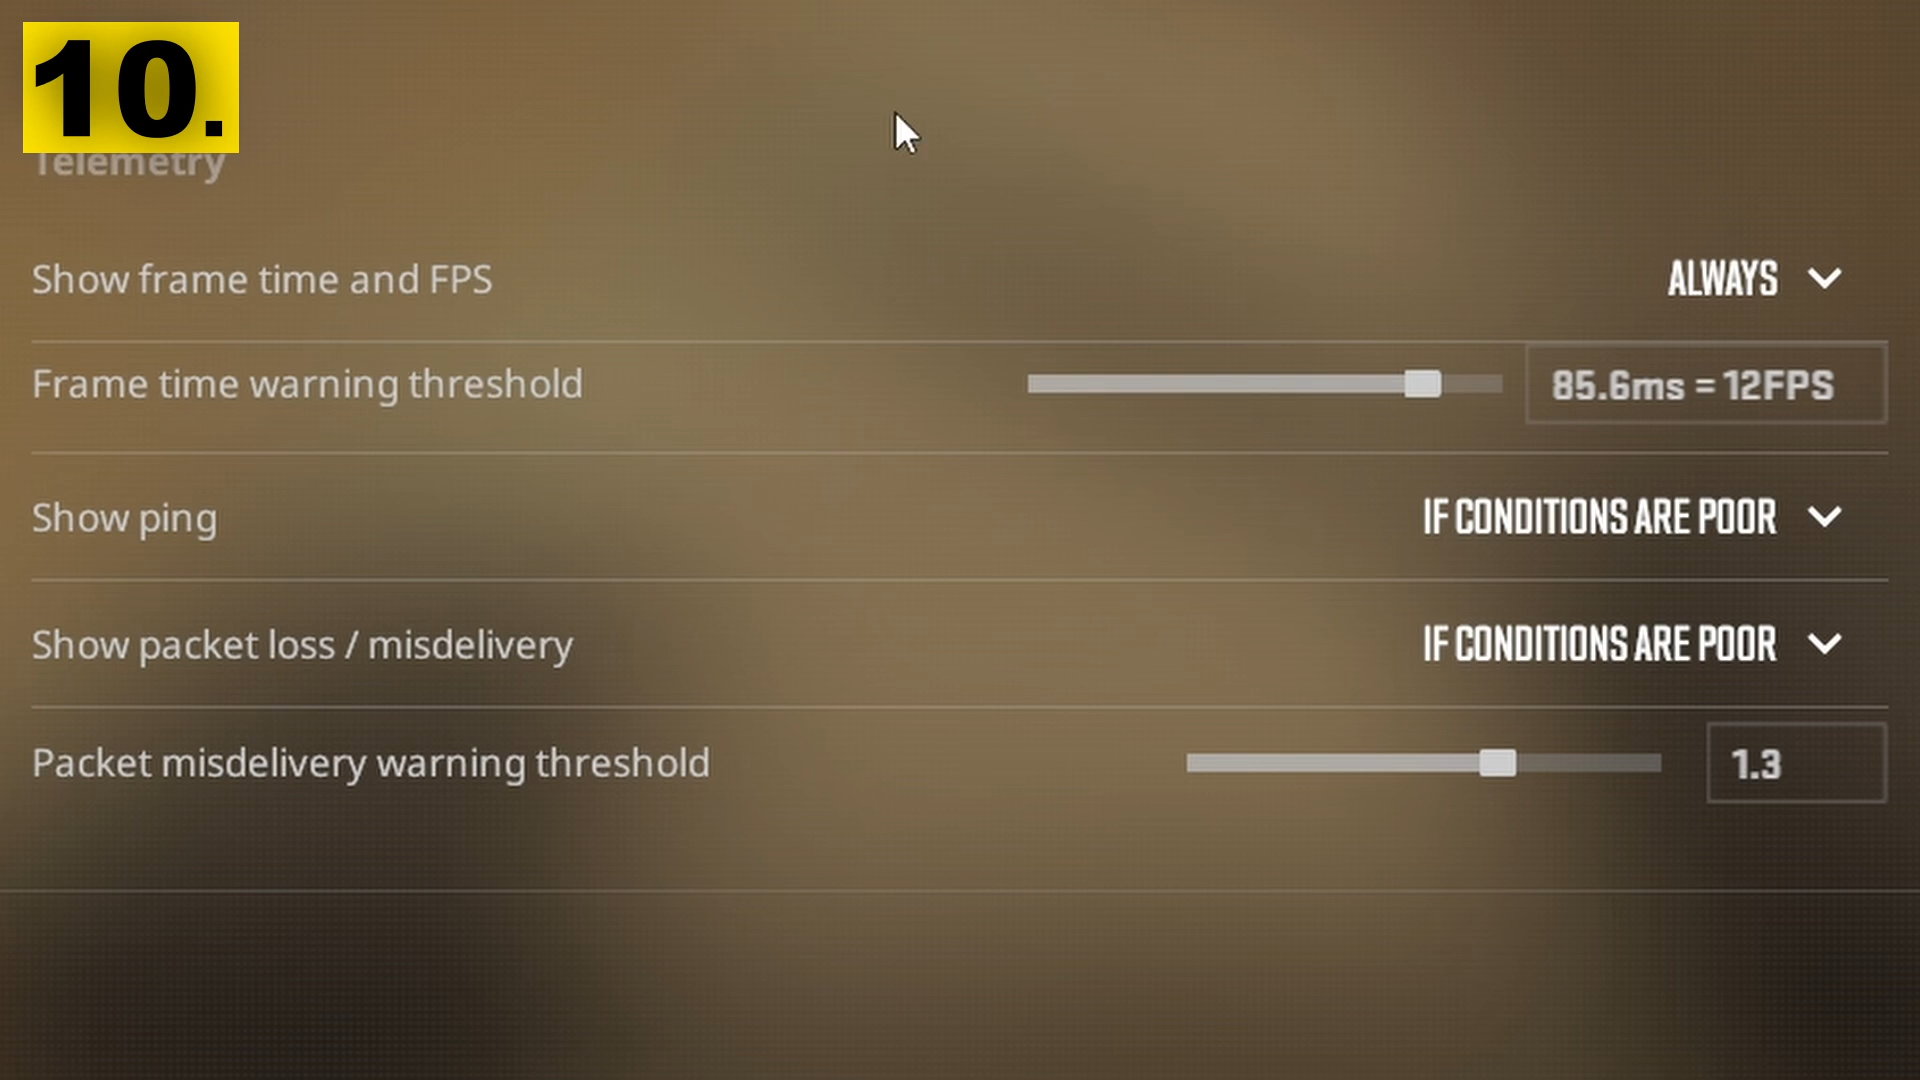 10.
Telemetry
Show frame time and FPS ALWAYS
Frame time warning threshold 85.6ms = 12FPS
Show ping IF CONDITIONS ARE POOR
Show packet loss / misdelivery IF CONDITIONS ARE POOR
Packet misdelivery warning threshold 1.3